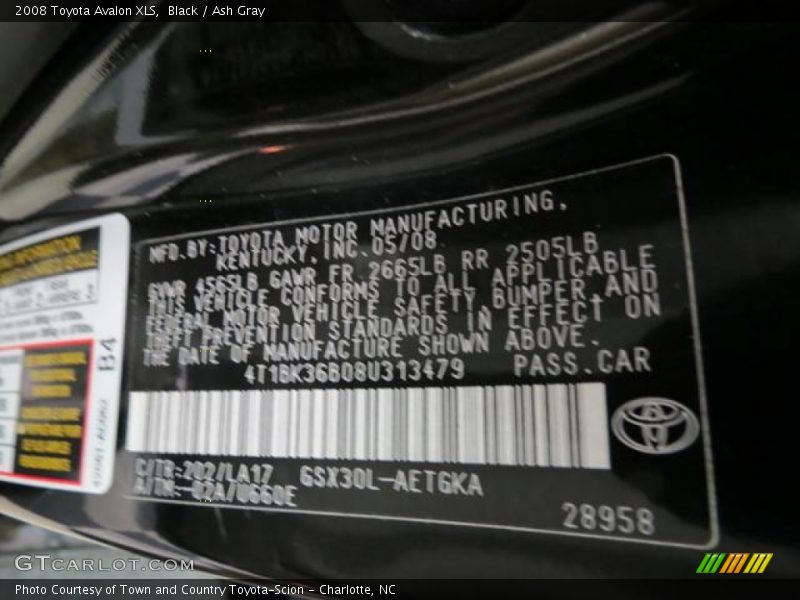 2008 Toyota Avalon XLS, Black / Ash Gray
MFD.BY:TOYOTA MOTOR MANUFACTURING,
KENTUCKY,INC.05/08
GVWR 4565LB GAWR FR 2665LB RR 2505LB
THIS VEHICLE CONFORMS TO ALL APPLICABLE
FEDERAL MOTOR VEHICLE SAFETY,BUMPER,AND
THEFT PREVENTION STANDARDS IN EFFECT ON
THE DATE OF MANUFACTURE SHOWN ABOVE.
4T1BK36B08U313479 PASS.CAR
C/TR:202/LA17 GSX30L-AETGKA
A/TM:-02A/U660E
28958
B4
GTCARLOT.COM
Photo Courtesy of Town and Country Toyota-Scion - Charlotte, NC